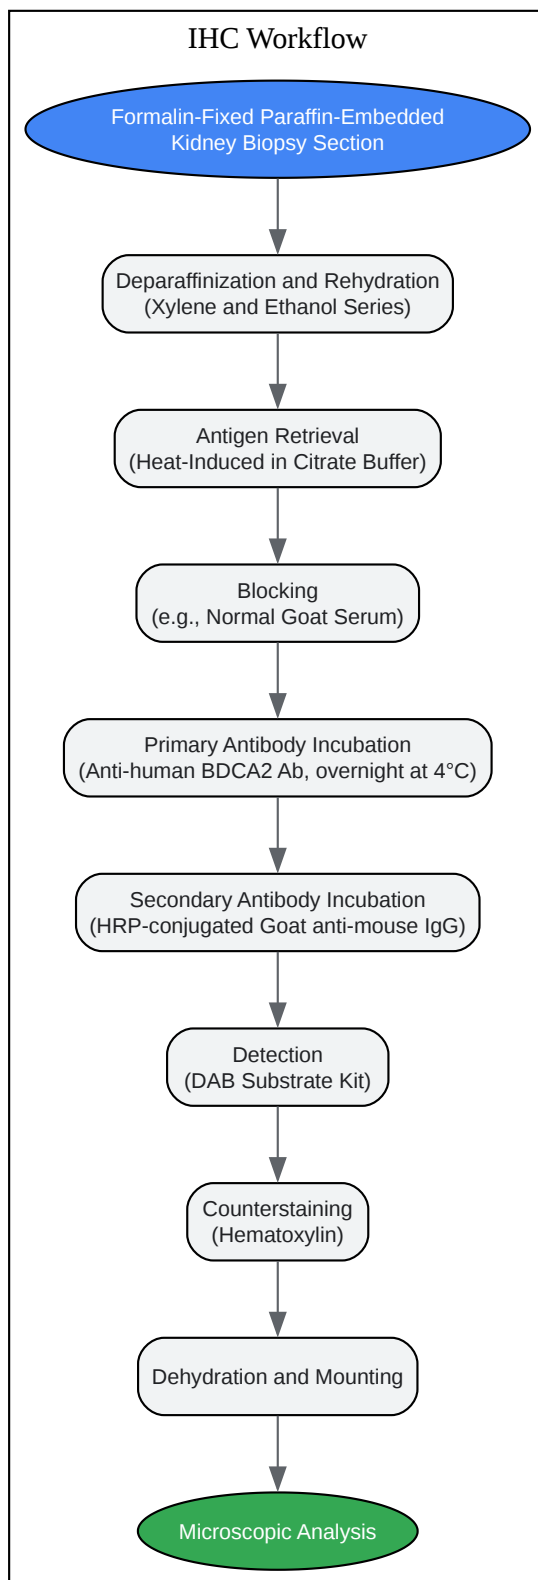 IHC Workflow
Formalin-Fixed Paraffin-Embedded
Kidney Biopsy Section
Deparaffinization and Rehydration
(Xylene and Ethanol Series)
Antigen Retrieval
(Heat-Induced in Citrate Buffer)
Blocking
(e.g., Normal Goat Serum)
Primary Antibody Incubation
(Anti-human BDCA2 Ab, overnight at 4°C)
Secondary Antibody Incubation
(HRP-conjugated Goat anti-mouse IgG)
Detection
(DAB Substrate Kit)
Counterstaining
(Hematoxylin)
Dehydration and Mounting
Microscopic Analysis